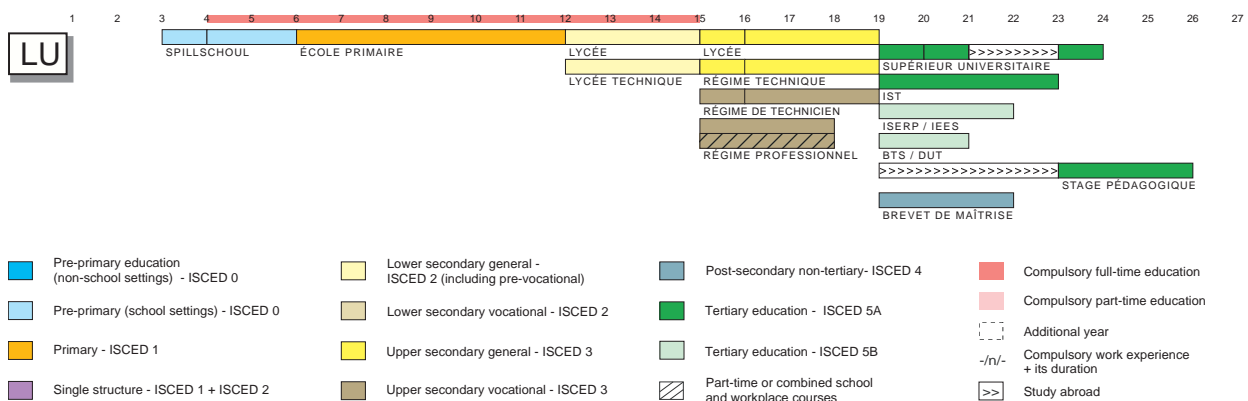 1 2 3 4 5 6 7 8 9 10 11 12 13 14 15 16 17 18 19 20 21 22 23 24 25 26 27
LU
SPILLSCHOUL ÉCOLE PRIMAIRE LYCÉE LYCÉE
>>>>>>>>>>
SUPÉRIEUR UNIVERSITAIRE
LYCÉE TECHNIQUE RÉGIME TECHNIQUE
IST
RÉGIME DE TECHNICIEN ISERP / IEES
RÉGIME PROFESSIONNEL BTS / DUT
>>>>>>>>>>>>>>>>>>>>
STAGE PÉDAGOGIQUE
BREVET DE MAÎTRISE
Pre-primary education
(non-school settings) - ISCED 0
Pre-primary (school settings) - ISCED 0
Primary - ISCED 1
Single structure - ISCED 1 + ISCED 2
Lower secondary general -
ISCED 2 (including pre-vocational)
Lower secondary vocational - ISCED 2
Upper secondary general - ISCED 3
Upper secondary vocational - ISCED 3
Post-secondary non-tertiary- ISCED 4
Tertiary education - ISCED 5A
Tertiary education - ISCED 5B
Part-time or combined school
and workplace courses
Compulsory full-time education
Compulsory part-time education
Additional year
-/n/- Compulsory work experience
+ its duration
>> Study abroad